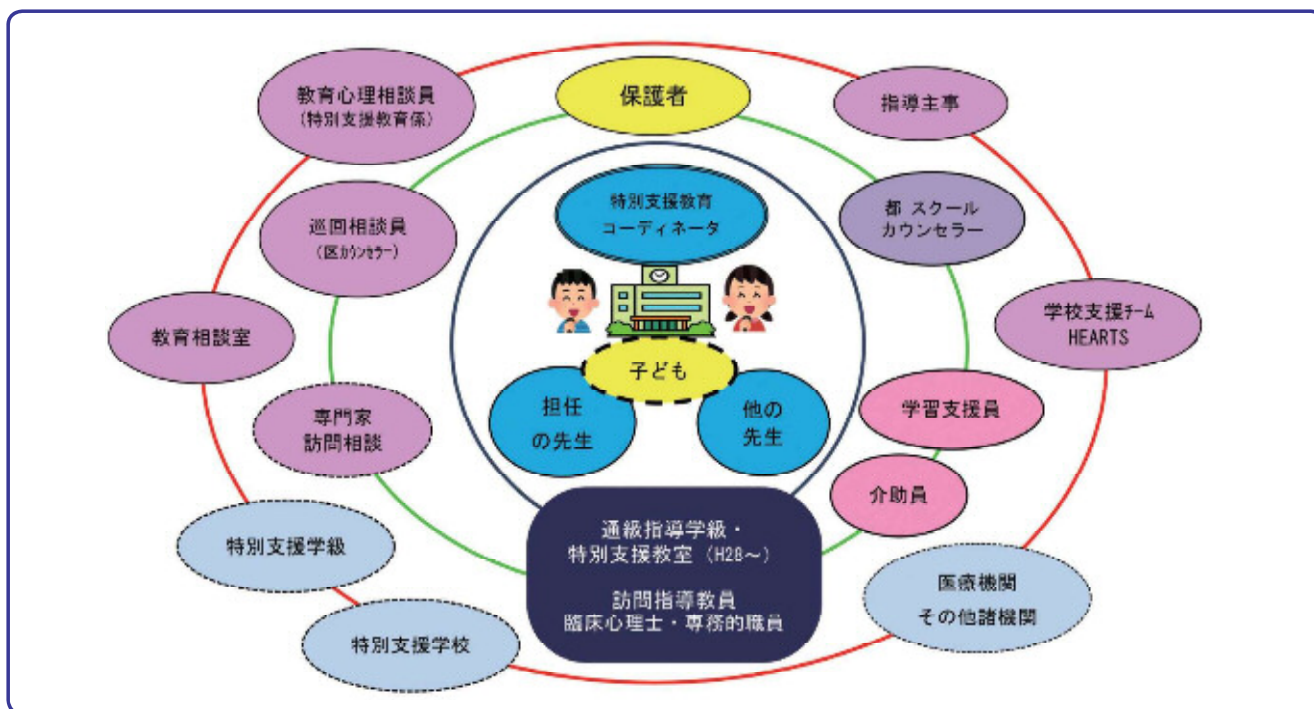 教育心理相談員
(特別支援教育係)
保護者
指導主事
特別支援教育
コーディネータ
都 スクール
カウンセラー
巡回相談員
(区ｶｳﾝｾﾗｰ)
教育相談室
学校支援ﾁｰﾑ
HEARTS
子ども
担任
の先生
他の
先生
専門家
訪問相談
学習支援員
介助員
特別支援学級
通級指導学級・
特別支援教室（H28～）
訪問指導教員
臨床心理士・専務的職員
医療機関
その他諸機関
特別支援学校